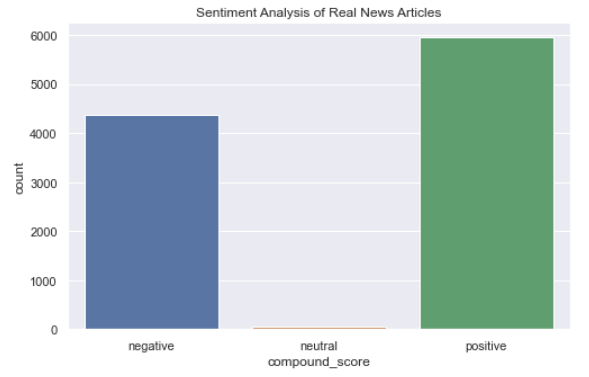 Sentiment Analysis of Real News Articles
6000
5000
4000
3000
2000
1000
0
count
negative neutral positive
compound_score